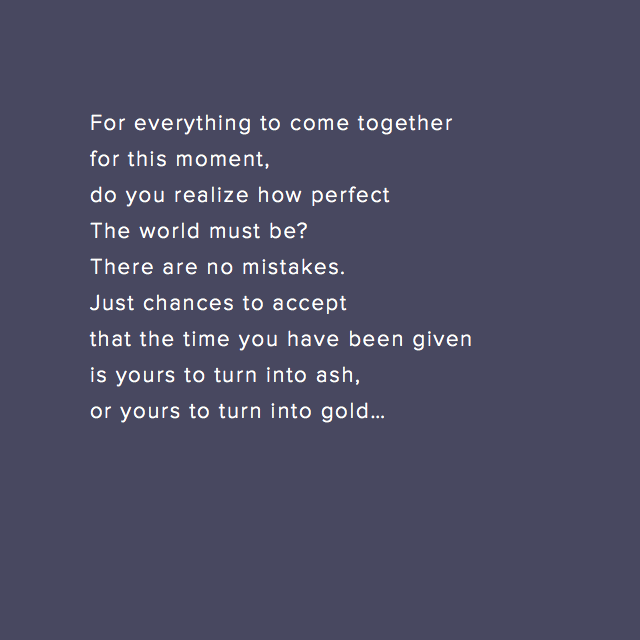 For everything to come together
for this moment,
do you realize how perfect
The world must be?
There are no mistakes.
Just chances to accept
that the time you have been given
is yours to turn into ash,
or yours to turn into gold…